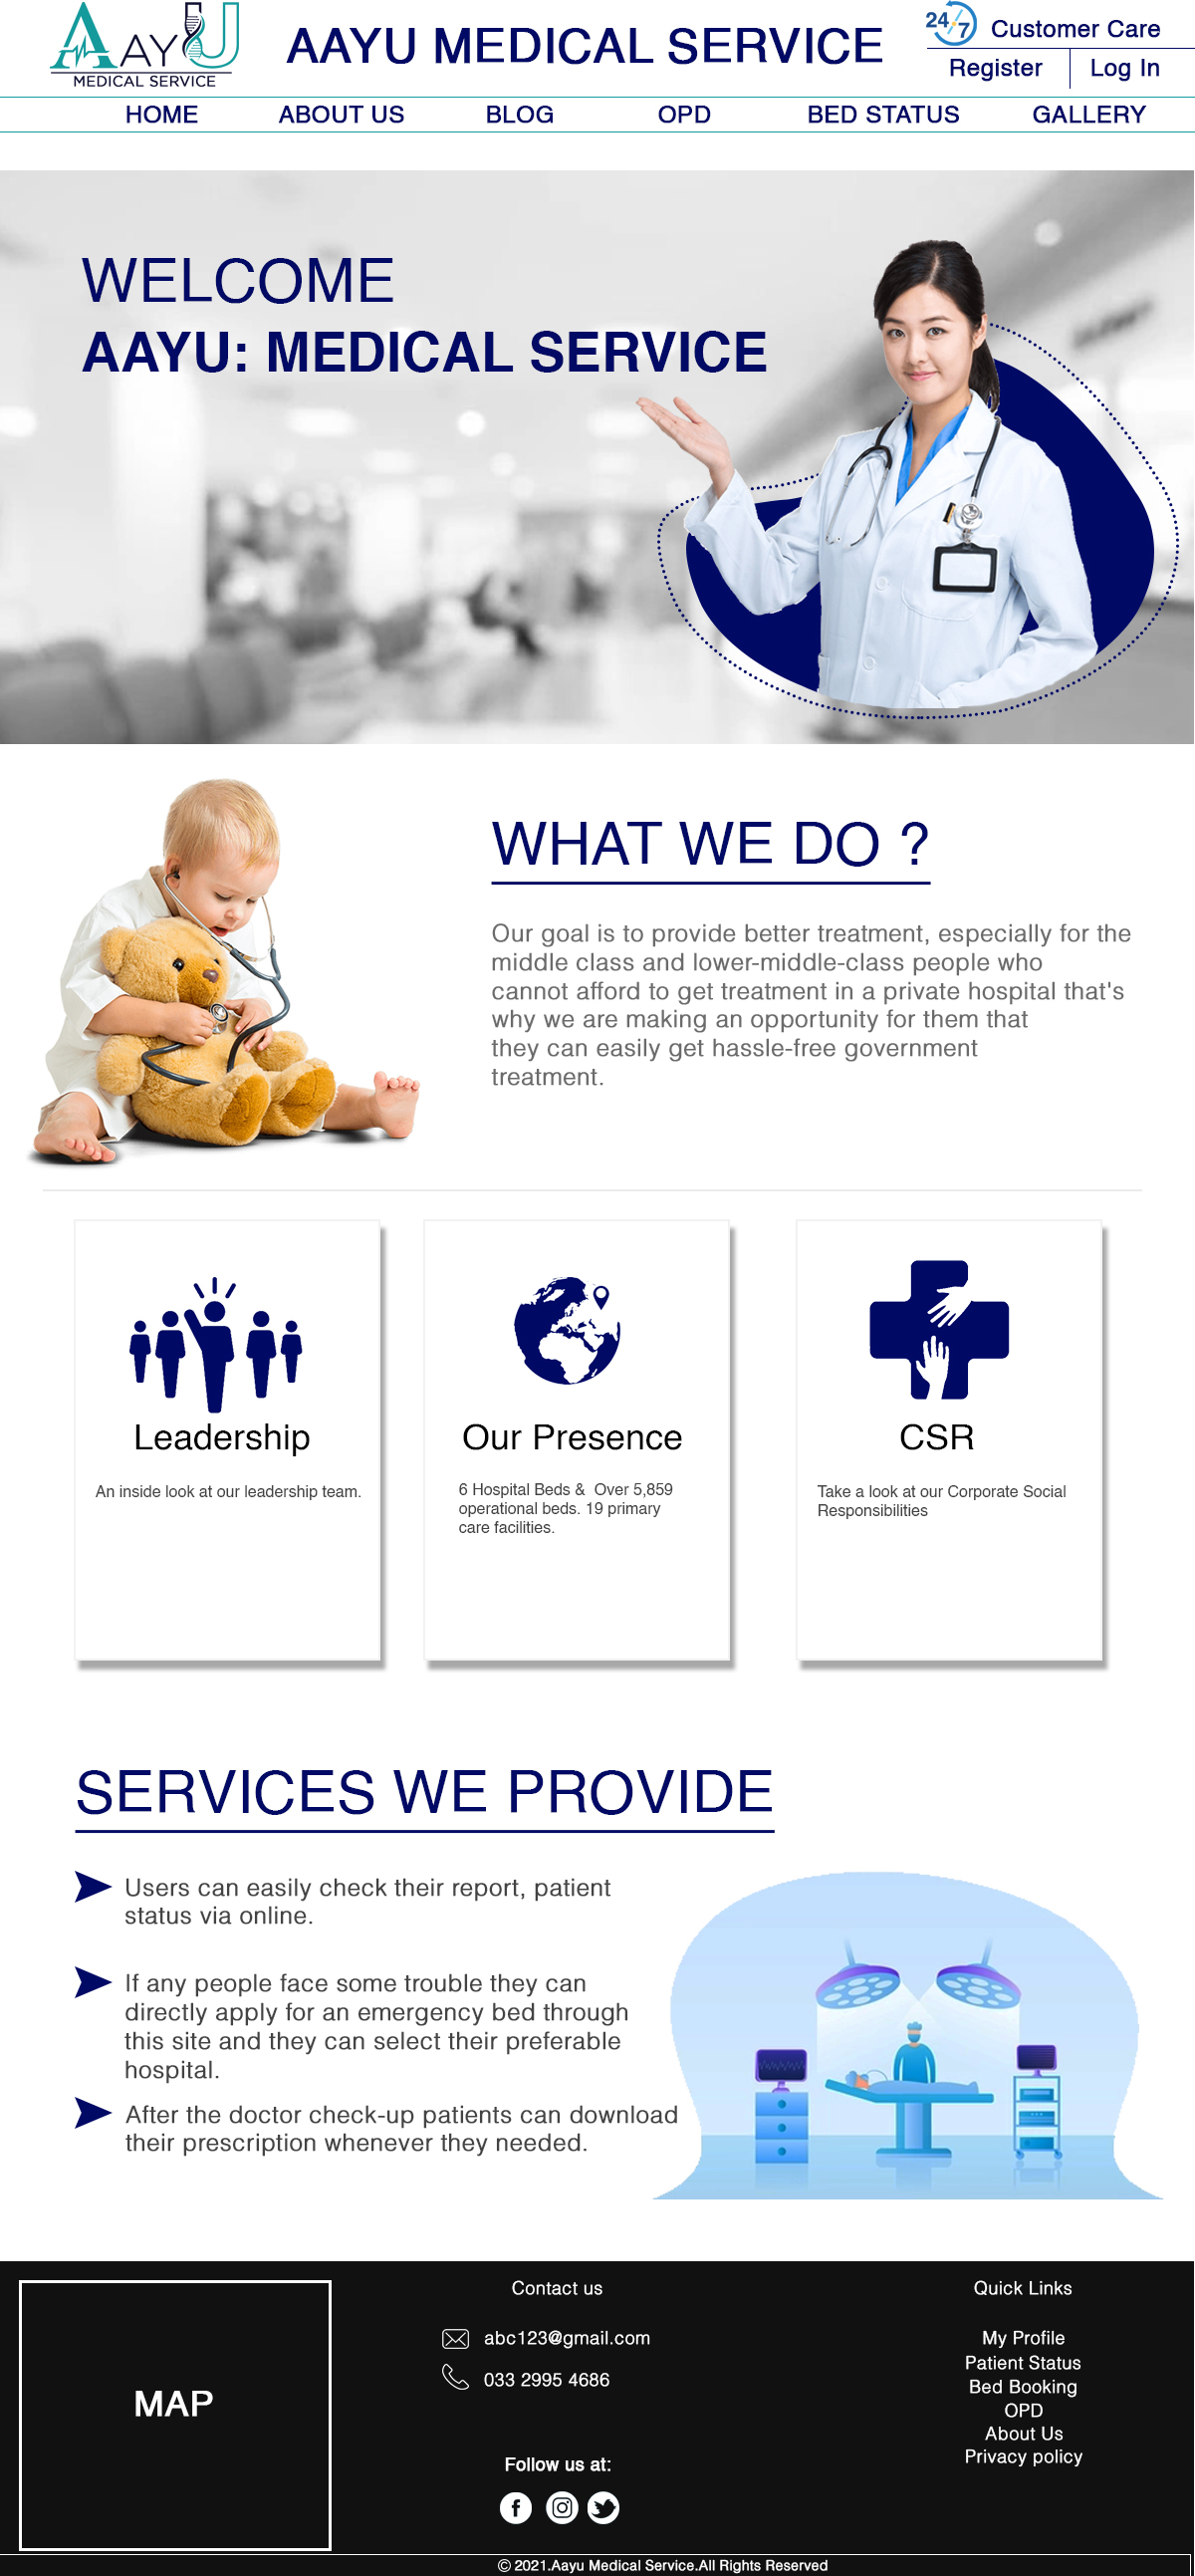 AAYU
MEDICAL SERVICE
AAYU MEDICAL SERVICE
24/7
Customer Care
Register
Log In
HOME
ABOUT US
BLOG
OPD
BED STATUS
GALLERY
WELCOME
AAYU: MEDICAL SERVICE
WHAT WE DO ?
Our goal is to provide better treatment, especially for the
middle class and lower-middle-class people who
cannot afford to get treatment in a private hospital that's
why we are making an opportunity for them that
they can easily get hassle-free government
treatment.
Leadership
An inside look at our leadership team.
Our Presence
6 Hospital Beds & Over 5,859
operational beds. 19 primary
care facilities.
CSR
Take a look at our Corporate Social
Responsibilities
SERVICES WE PROVIDE
Users can easily check their report, patient
status via online.
If any people face some trouble they can
directly apply for an emergency bed through
this site and they can select their preferable
hospital.
After the doctor check-up patients can download
their prescription whenever they needed.
MAP
Contact us
abc123@gmail.com
033 2995 4686
Follow us at:
Quick Links
My Profile
Patient Status
Bed Booking
OPD
About Us
Privacy policy
© 2021.Aayu Medical Service.All Rights Reserved